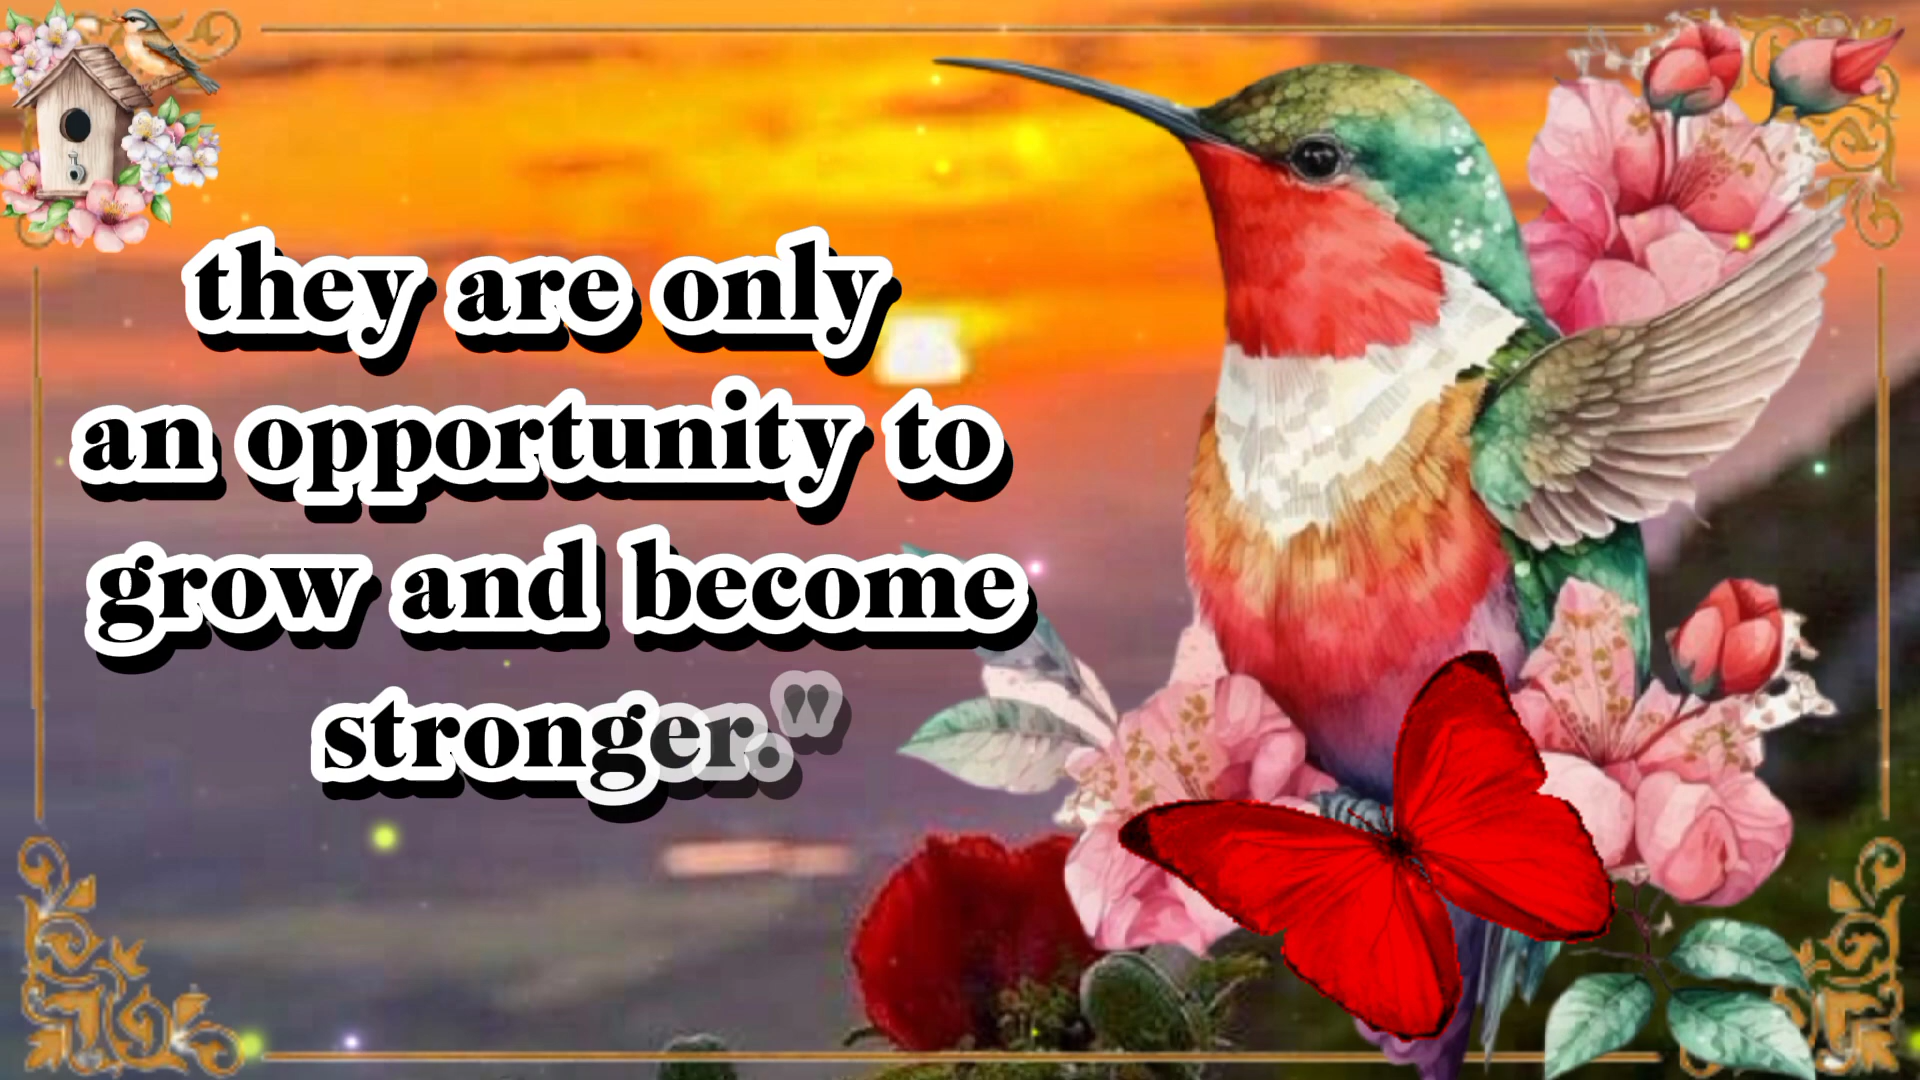 they are only
an opportunity to
grow and become
stronger."